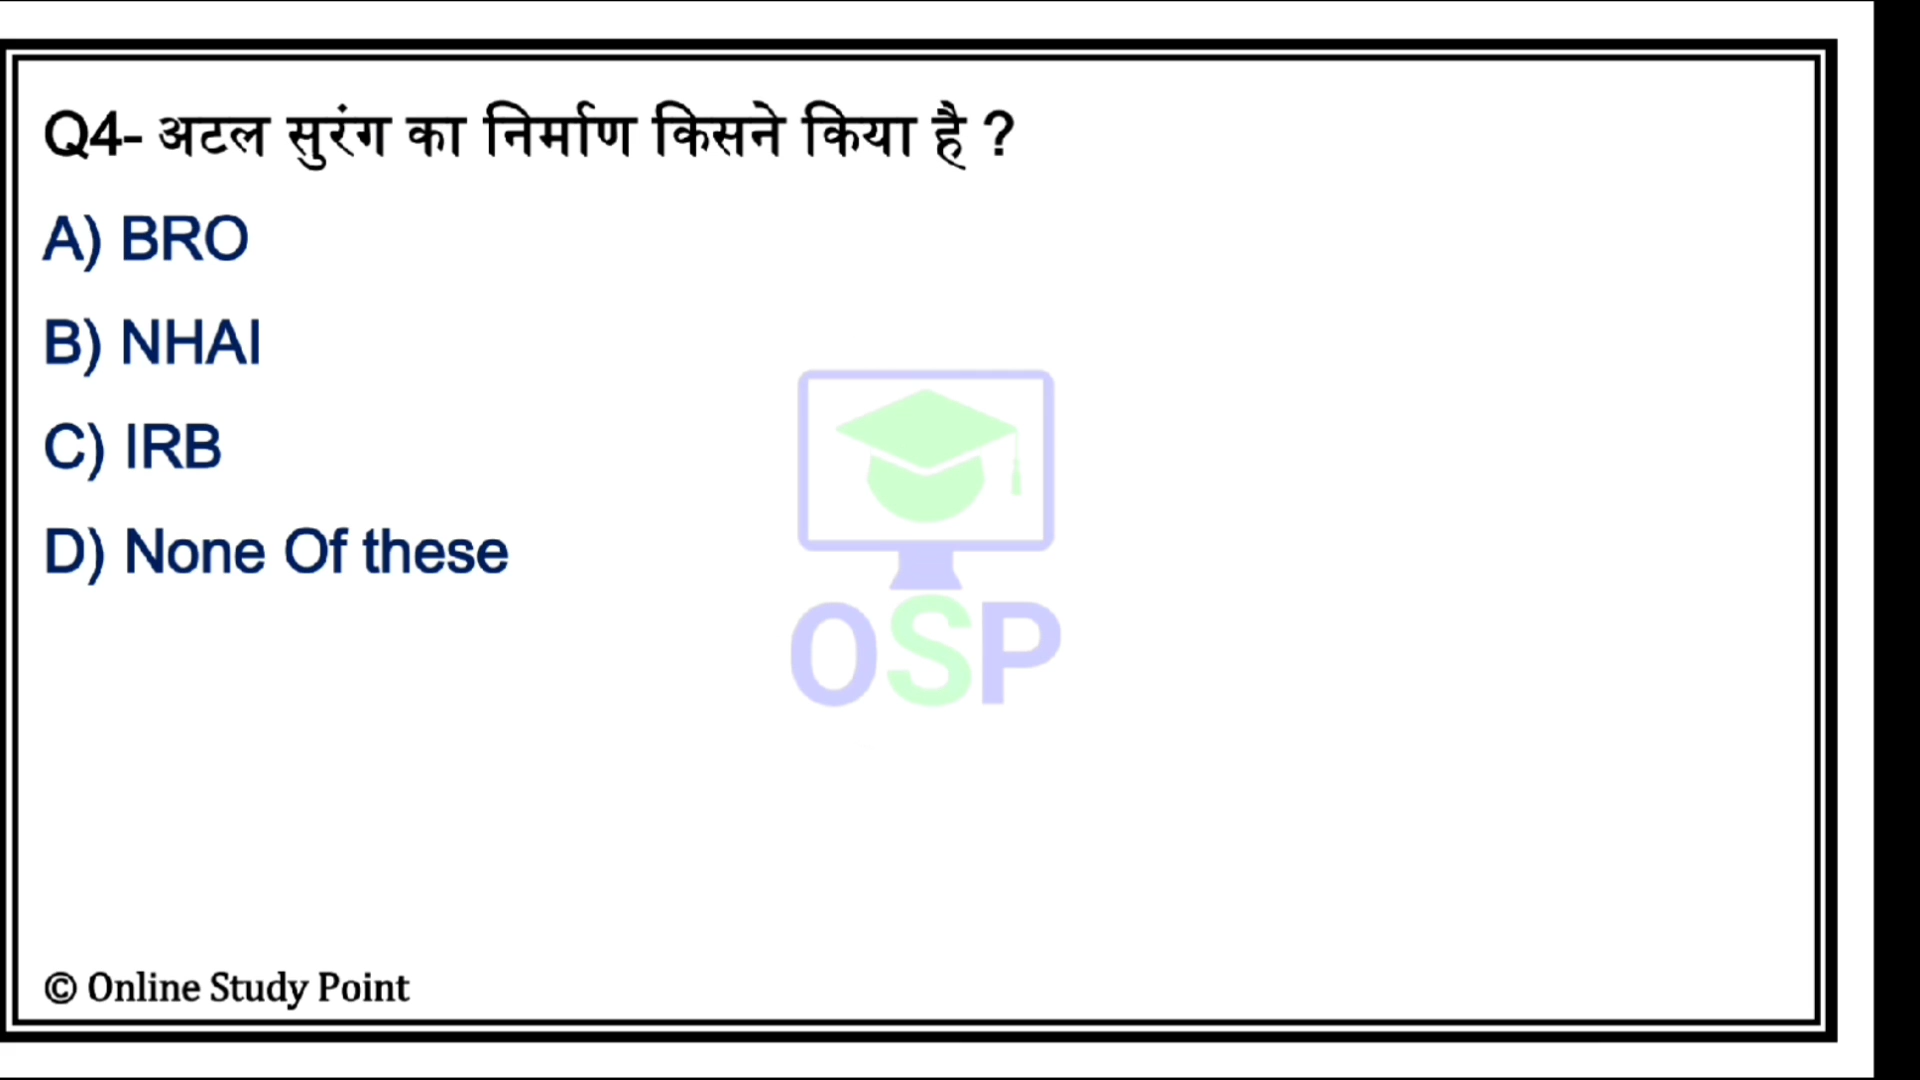 Q4- अटल सुरंग का निर्माण किसने किया है ?
A) BRO
B) NHAI
C) IRB
D) None Of these
OSP
© Online Study Point